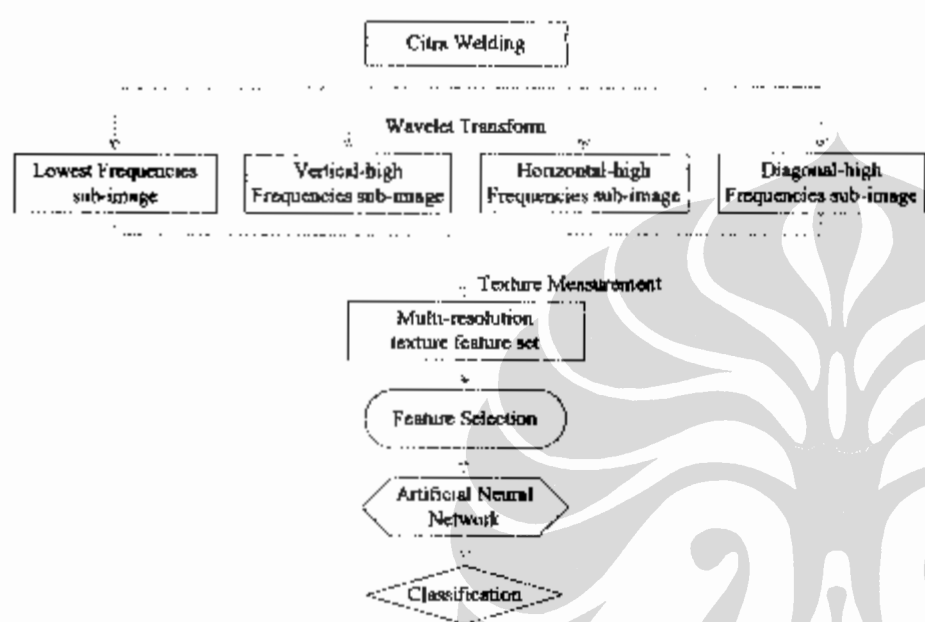 Citra Welding
Wavelet Transform
Lowest Frequencies
sub-image
Vertical-high
Frequencies sub-image
Horizontal-high
Frequencies sub-image
Diagonal-high
Frequencies sub-image
Texture Measurement
Multi-resolution
texture feature set
Feature Selection
Artificial Neural
Network
Classification